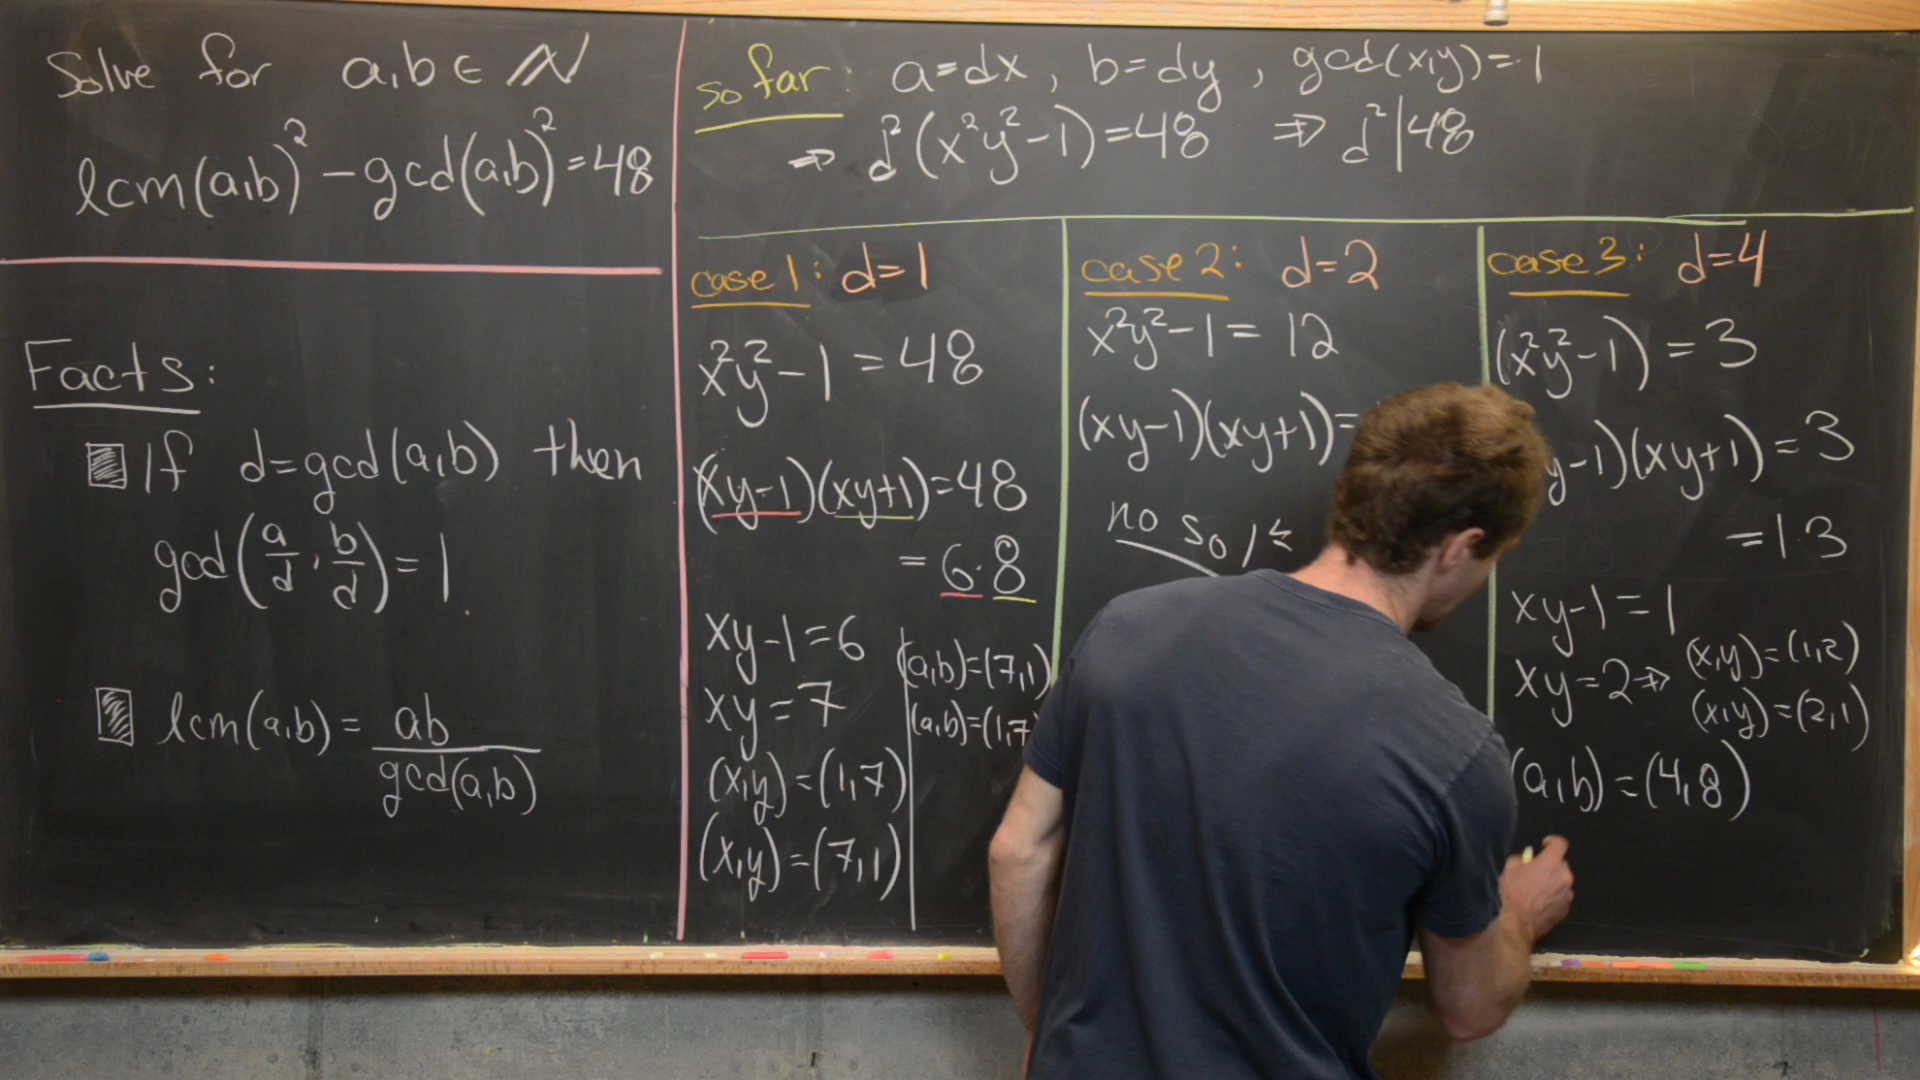 Solve for a,b ∈ ℕ
lcm(a,b)² - gcd(a,b)² = 48
Facts:
If d=gcd(a,b) then
gcd(a/d, b/d) = 1.
lcm(a,b) = ab/gcd(a,b)
so far: a=dx, b=dy, gcd(x,y)=1
⇒ d²(x²y²-1)=48 ⇒ d²|48
case 1: d=1
x²y²-1 = 48
(xy-1)(xy+1)=48
= 6·8
xy-1=6
xy=7
(x,y)=(1,7)
(x,y)=(7,1)
(a,b)=(7,1)
(a,b)=(1,7
case 2: d=2
x²y²-1 = 12
(xy-1)(xy+1)=
no sol
case 3: d=4
(x²y²-1) = 3
y-1)(xy+1)=3
=1·3
xy-1=1
xy=2⇒ (x,y)=(1,2)
(x,y)=(2,1)
(a,b)=(4,8)